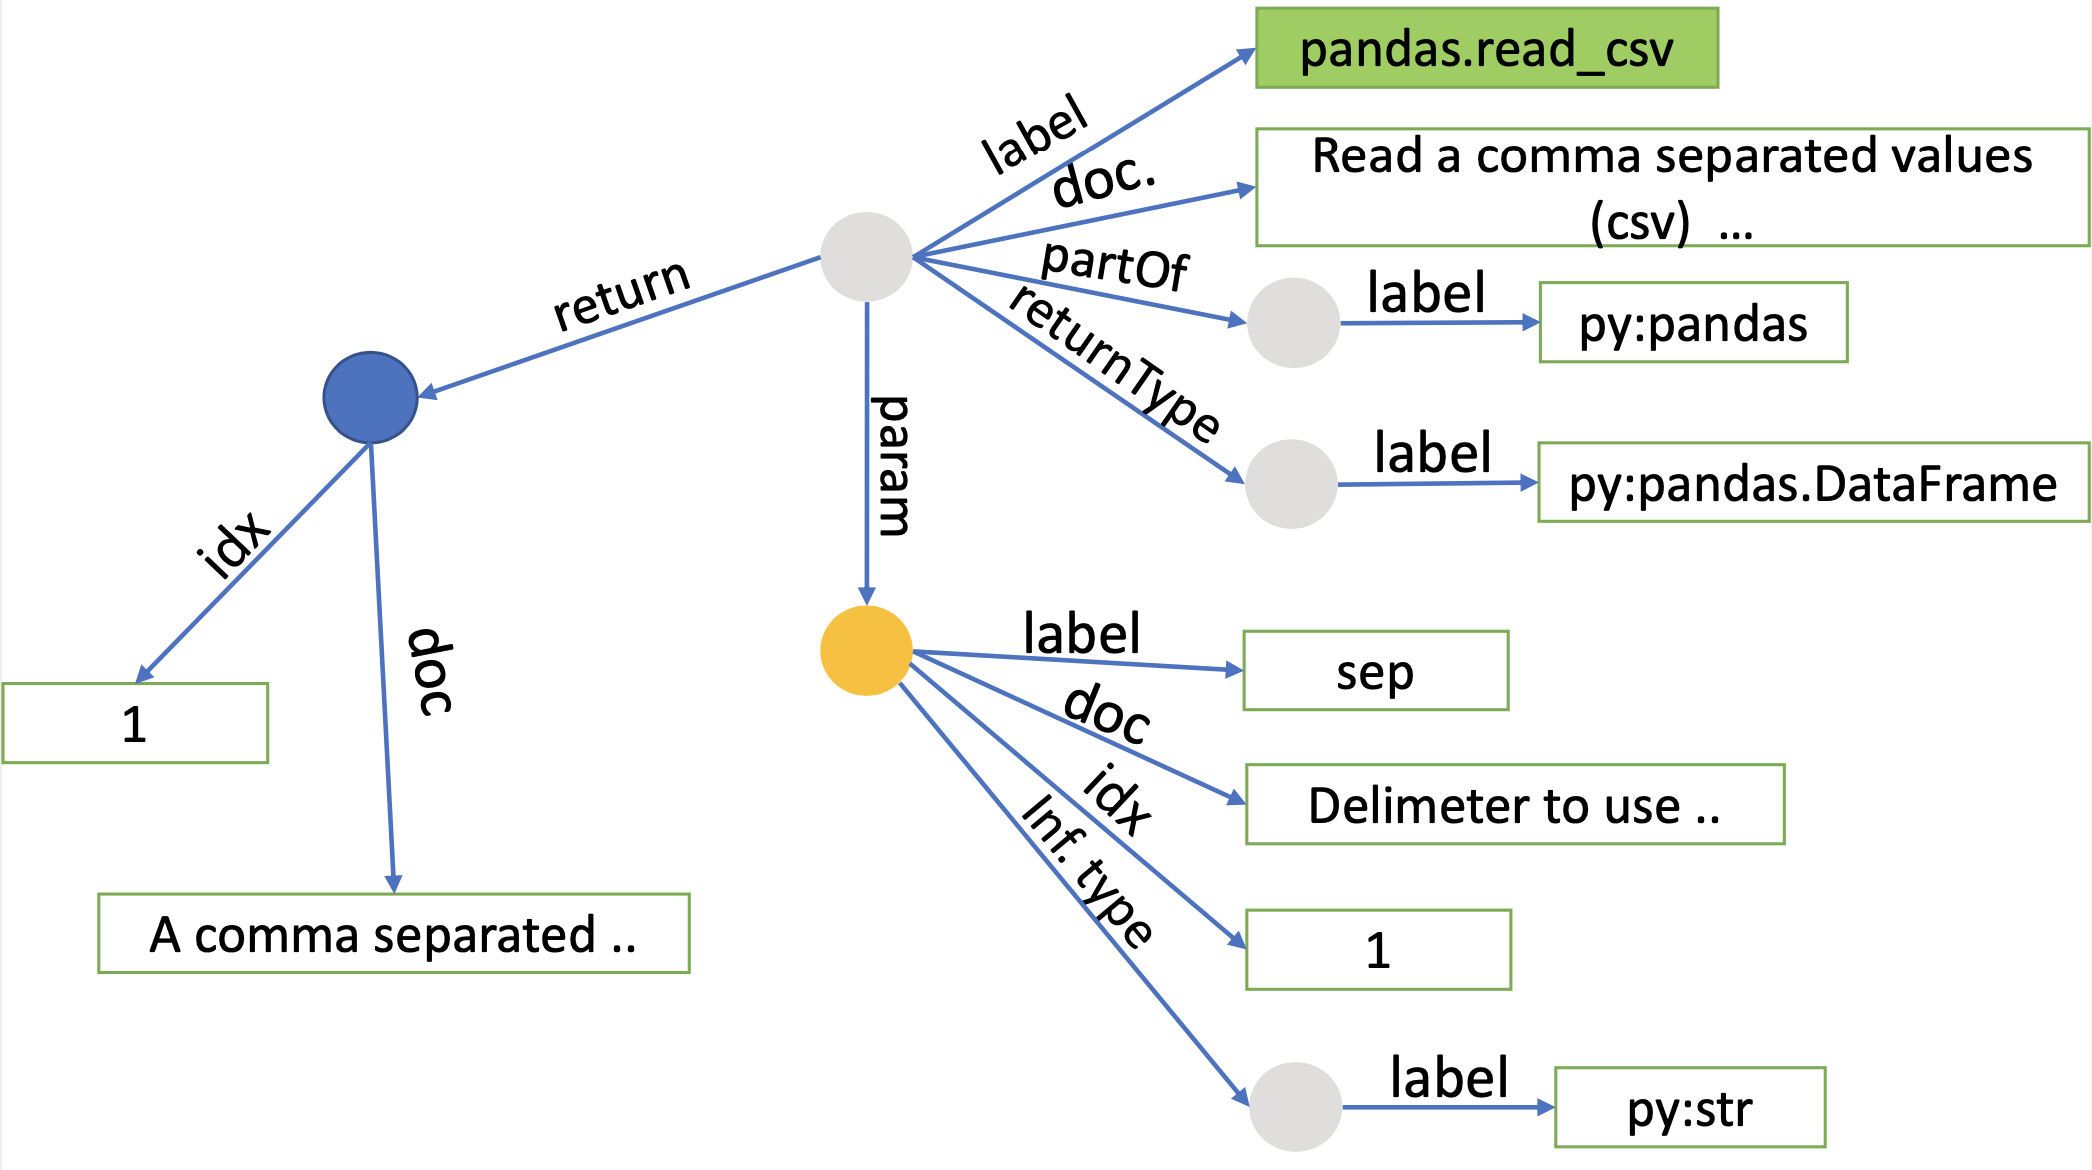 pandas.read_csv
label
doc.
Read a comma separated values
(csv) ...
partOf
label
py:pandas
return
returnType
label
py:pandas.DataFrame
param
idx
label
sep
doc
1
doc
Delimeter to use ..
idx
Inf. type
A comma separated ..
1
label
py:str